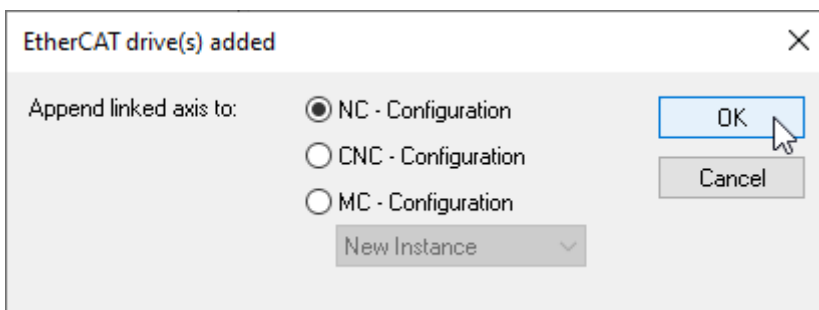 EtherCAT drive(s) added
Append linked axis to:
NC - Configuration
OK
CNC - Configuration
Cancel
MC - Configuration
New Instance